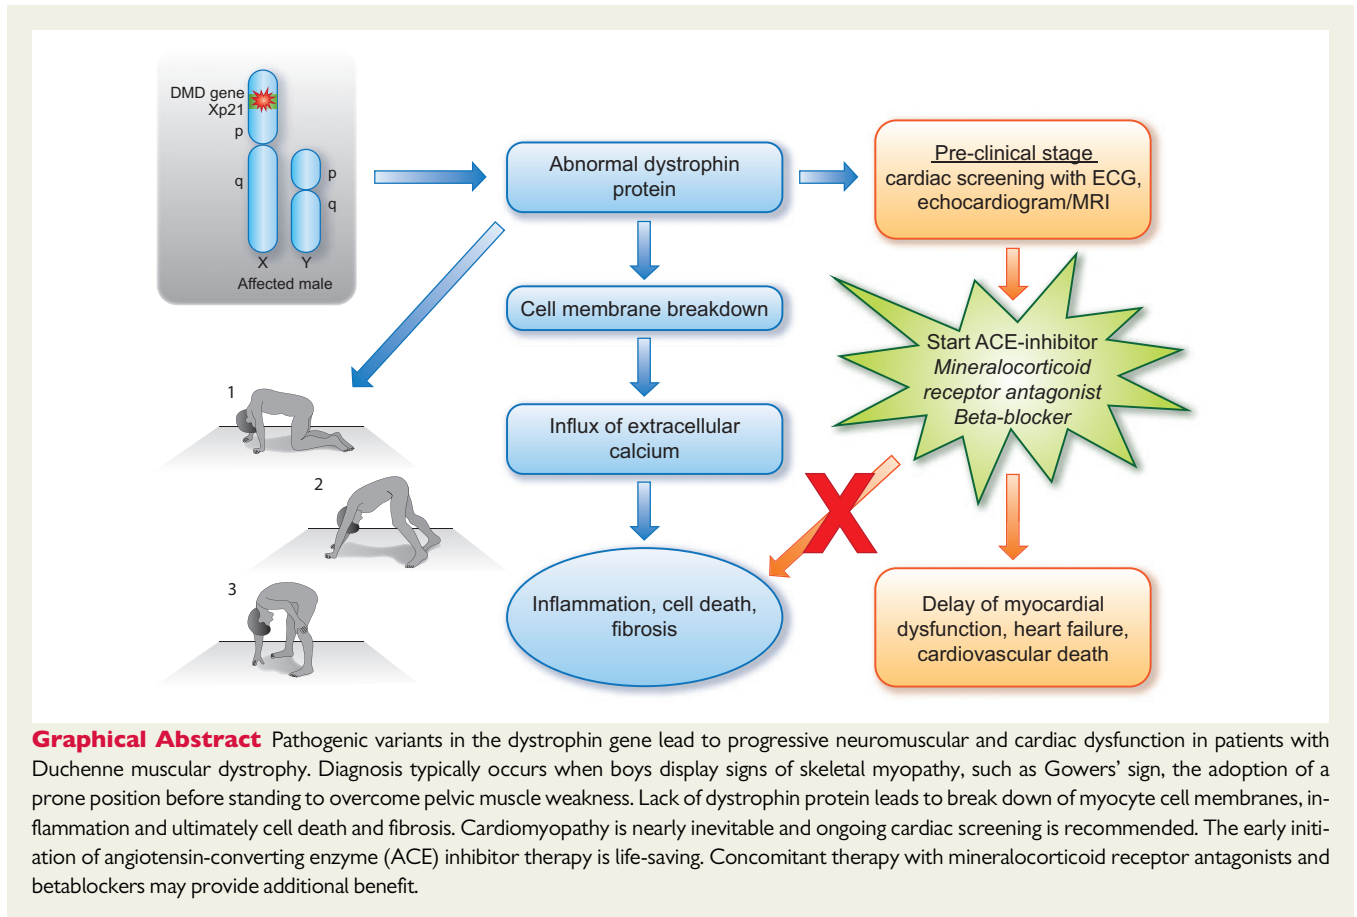 DMD gene
Xp21
p
q
p
q
X Y
Affected male
Abnormal dystrophin
protein
Pre-clinical stage
cardiac screening with ECG,
echocardiogram/MRI
Cell membrane breakdown
Start ACE-inhibitor
Mineralocorticoid
receptor antagonist
Beta-blocker
1
2
3
Influx of extracellular
calcium
X
Inflammation, cell death,
fibrosis
Delay of myocardial
dysfunction, heart failure,
cardiovascular death
Graphical Abstract Pathogenic variants in the dystrophin gene lead to progressive neuromuscular and cardiac dysfunction in patients with
Duchenne muscular dystrophy. Diagnosis typically occurs when boys display signs of skeletal myopathy, such as Gowers’ sign, the adoption of a
prone position before standing to overcome pelvic muscle weakness. Lack of dystrophin protein leads to break down of myocyte cell membranes, in-
flammation and ultimately cell death and fibrosis. Cardiomyopathy is nearly inevitable and ongoing cardiac screening is recommended. The early initi-
ation of angiotensin-converting enzyme (ACE) inhibitor therapy is life-saving. Concomitant therapy with mineralocorticoid receptor antagonists and
betablockers may provide additional benefit.